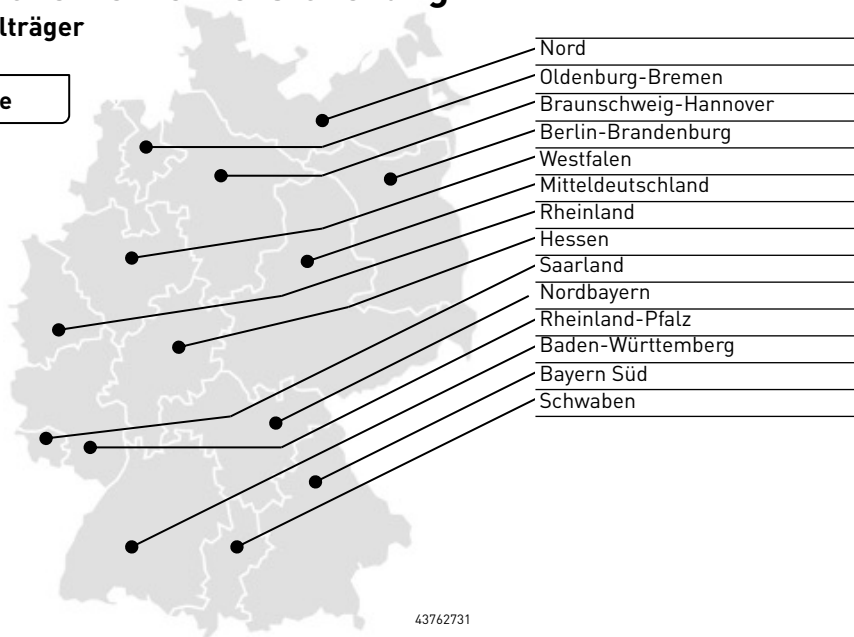 lträger
e
Nord
Oldenburg-Bremen
Braunschweig-Hannover
Berlin-Brandenburg
Westfalen
Mitteldeutschland
Rheinland
Hessen
Saarland
Nordbayern
Rheinland-Pfalz
Baden-Württemberg
Bayern Süd
Schwaben
43762731